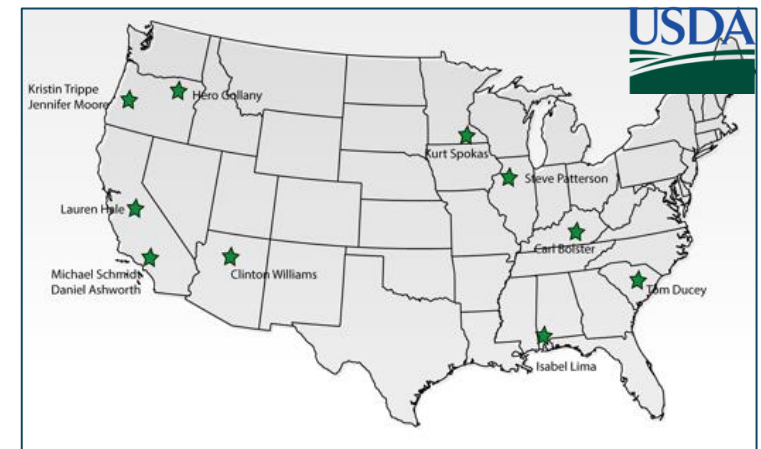 USDA
Kristin Trippe
Jennifer Moore
Hero Gollany
Kurt Spokas
Steve Patterson
Lauren Hale
Carl Bolster
Michael Schmidt
Daniel Ashworth
Clinton Williams
Tom Ducey
Isabel Lima